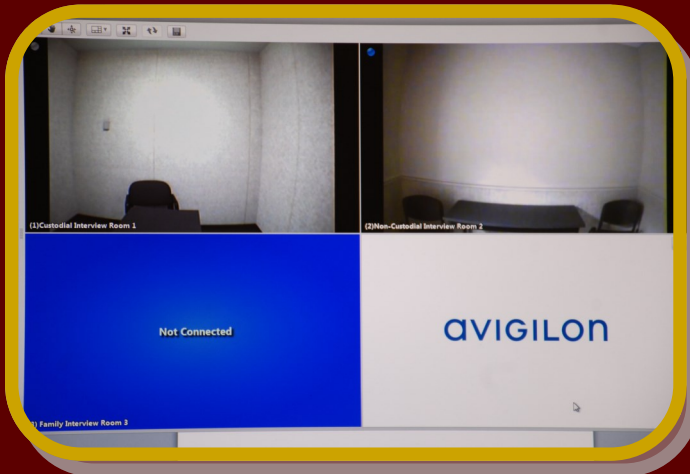 (1)Custodial Interview Room 1
(2)Non-Custodial Interview Room 2
Not Connected
AVIGILON
) Family Interview Room 3